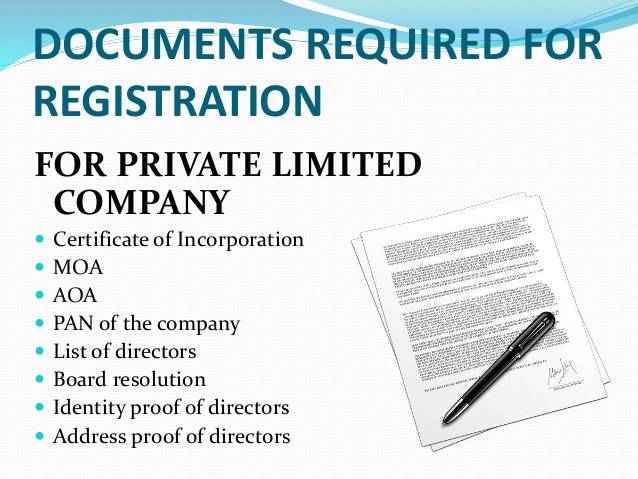 DOCUMENTS REQUIRED FOR
REGISTRATION
FOR PRIVATE LIMITED
COMPANY
Certificate of Incorporation
MOA
AOA
PAN of the company
List of directors
Board resolution
Identity proof of directors
Address proof of directors